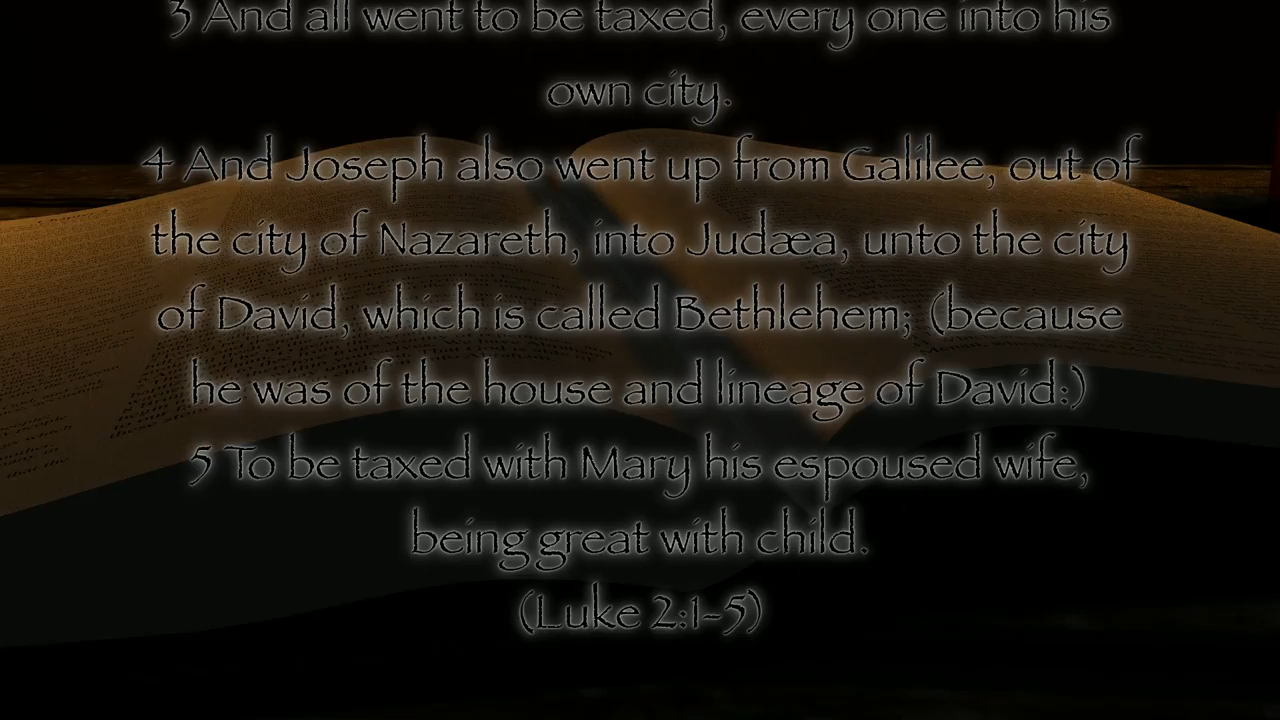 3 And all went to be taxed, every one into his
own city.
4 And Joseph also went up from Galilee, out of
the city of Nazareth, into Judæa, unto the city
of David, which is called Bethlehem; (because
he was of the house and lineage of David:)
5 To be taxed with Mary his espoused wife,
being great with child.
(Luke 2:1-5)